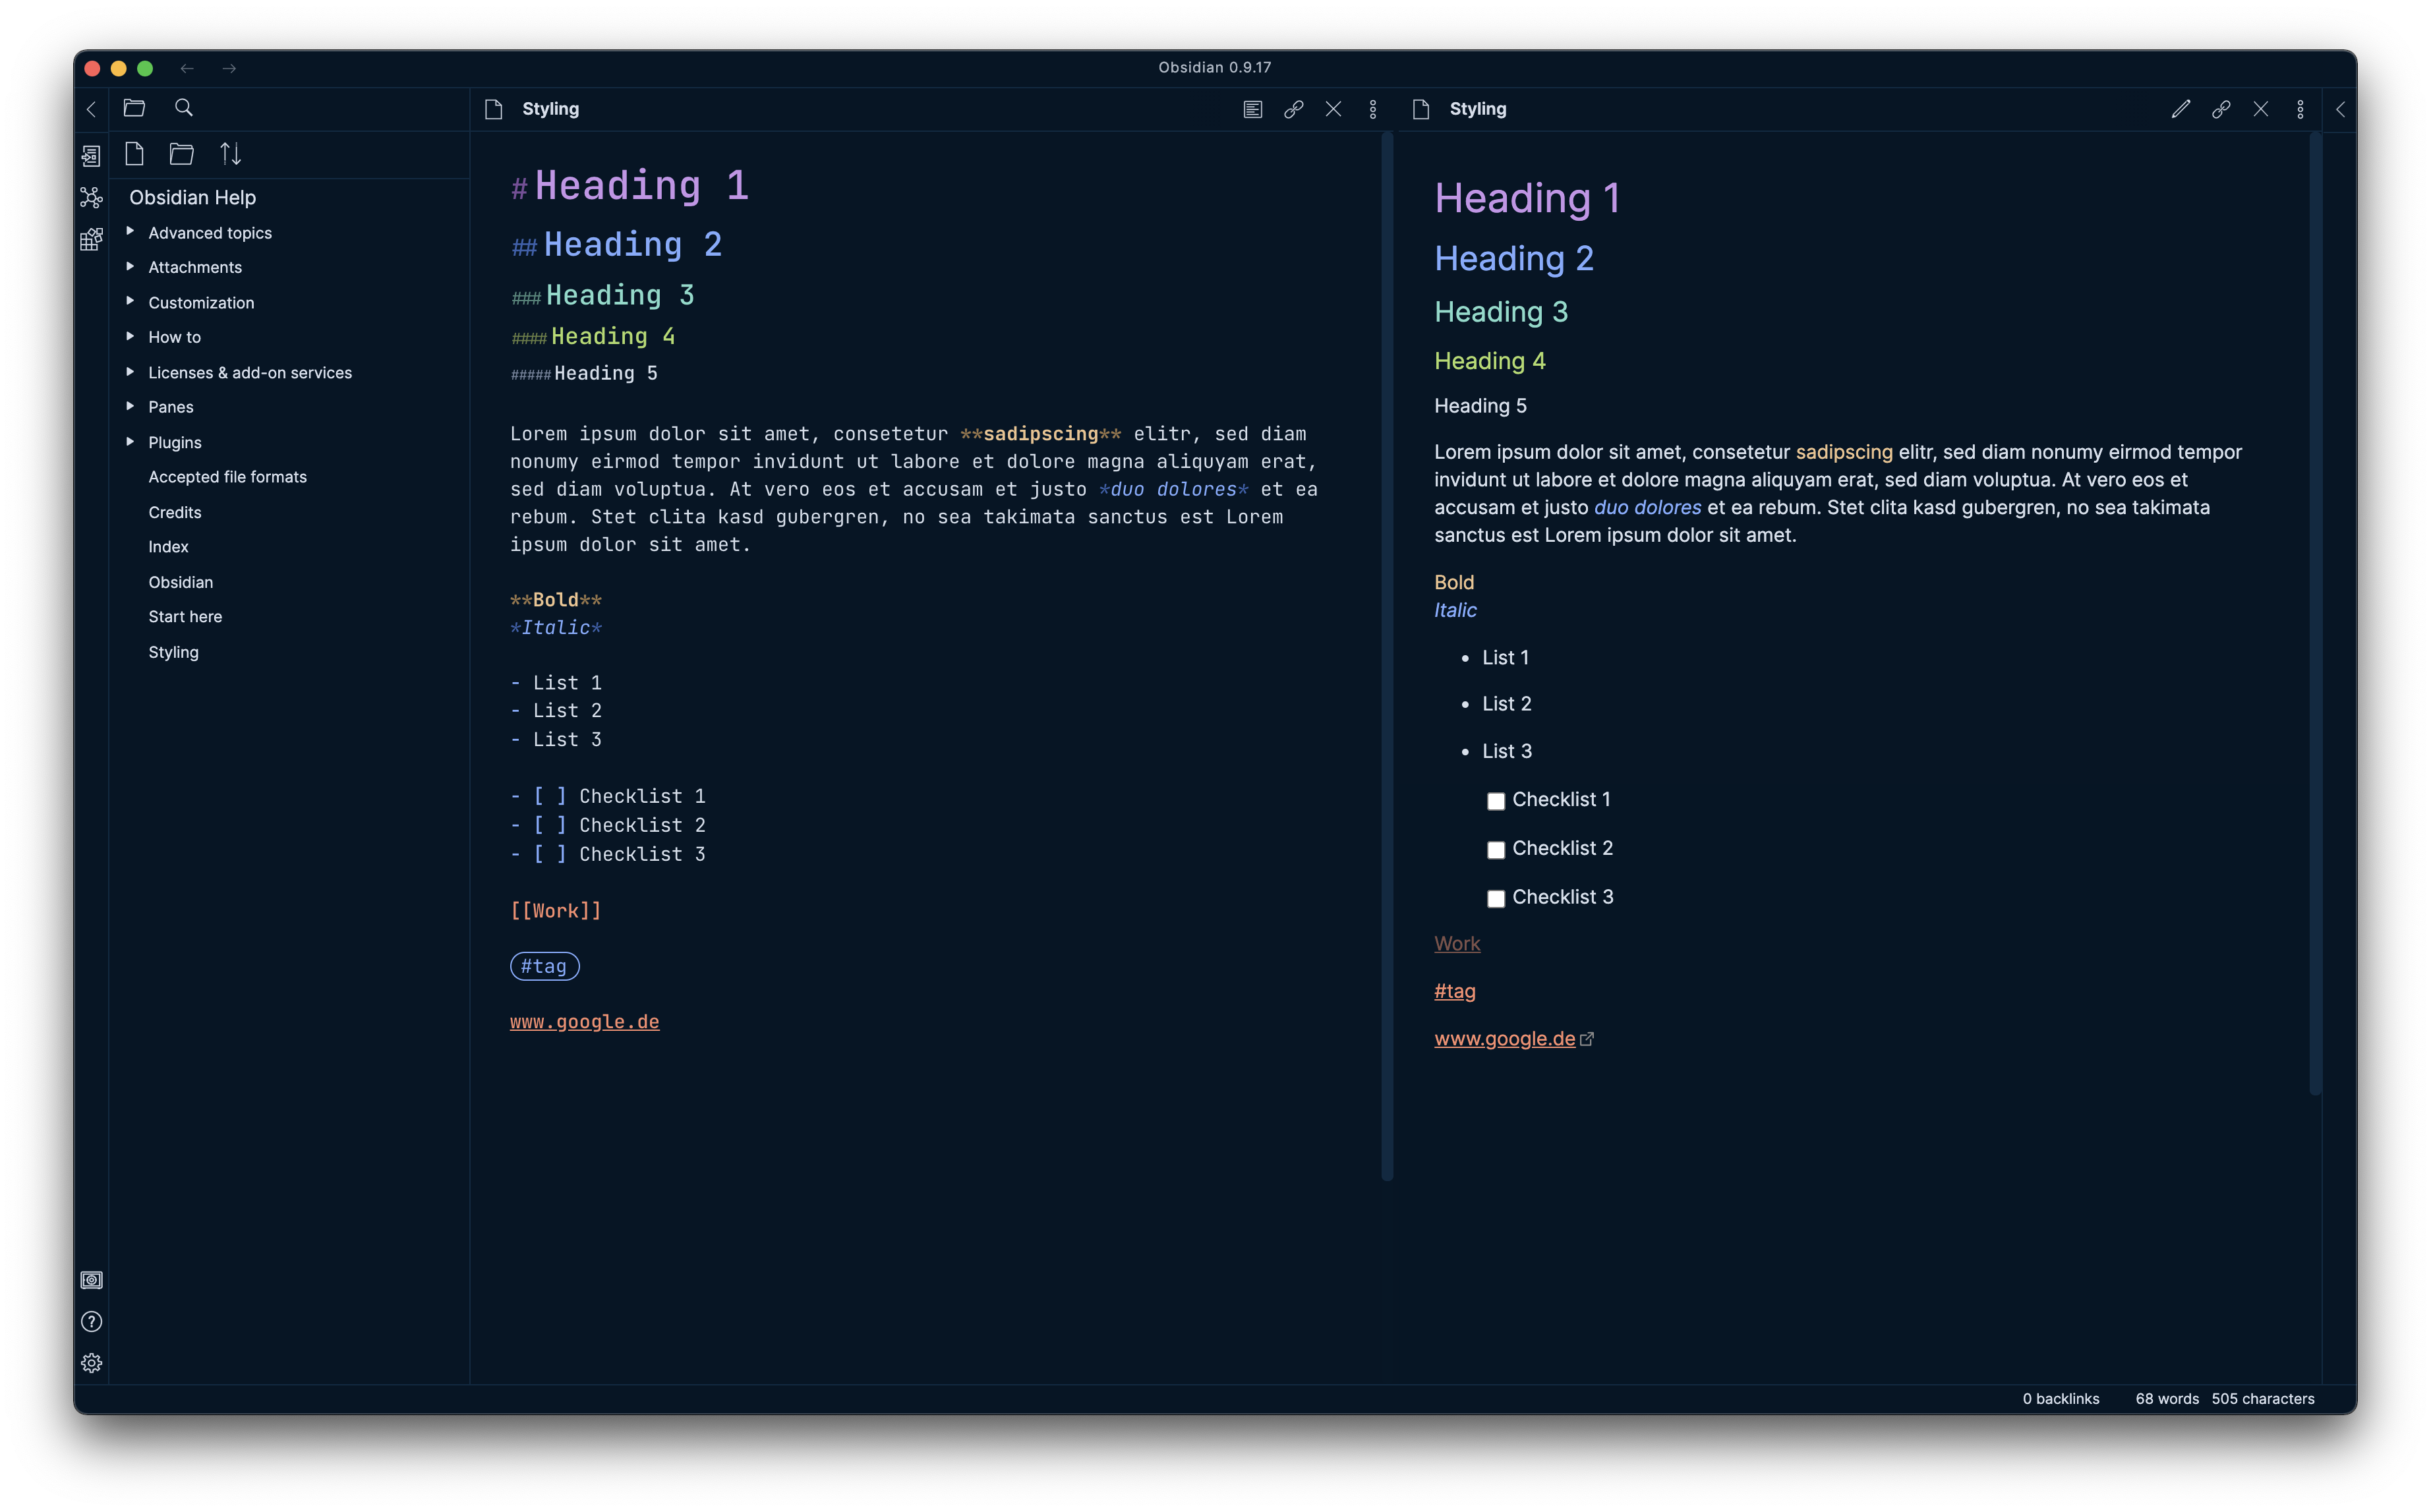 Obsidian 0.9.17
Styling
Styling
Obsidian Help
Advanced topics
Attachments
Customization
How to
Licenses & add-on services
Panes
Plugins
Accepted file formats
Credits
Index
Obsidian
Start here
Styling
# Heading 1
## Heading 2
### Heading 3
#### Heading 4
##### Heading 5
Lorem ipsum dolor sit amet, consetetur **sadipscing** elitr, sed diam
nonumy eirmod tempor invidunt ut labore et dolore magna aliquyam erat,
sed diam voluptua. At vero eos et accusam et justo *duo dolores* et ea
rebum. Stet clita kasd gubergren, no sea takimata sanctus est Lorem
ipsum dolor sit amet.
**Bold**
*Italic*
- List 1
- List 2
- List 3
- [ ] Checklist 1
- [ ] Checklist 2
- [ ] Checklist 3
[[Work]]
#tag
www.google.de
Heading 1
Heading 2
Heading 3
Heading 4
Heading 5
Lorem ipsum dolor sit amet, consetetur sadipscing elitr, sed diam nonumy eirmod tempor
invidunt ut labore et dolore magna aliquyam erat, sed diam voluptua. At vero eos et
accusam et justo duo dolores et ea rebum. Stet clita kasd gubergren, no sea takimata
sanctus est Lorem ipsum dolor sit amet.
Bold
Italic
• List 1
• List 2
• List 3
Checklist 1
Checklist 2
Checklist 3
Work
#tag
www.google.de
0 backlinks 68 words 505 characters